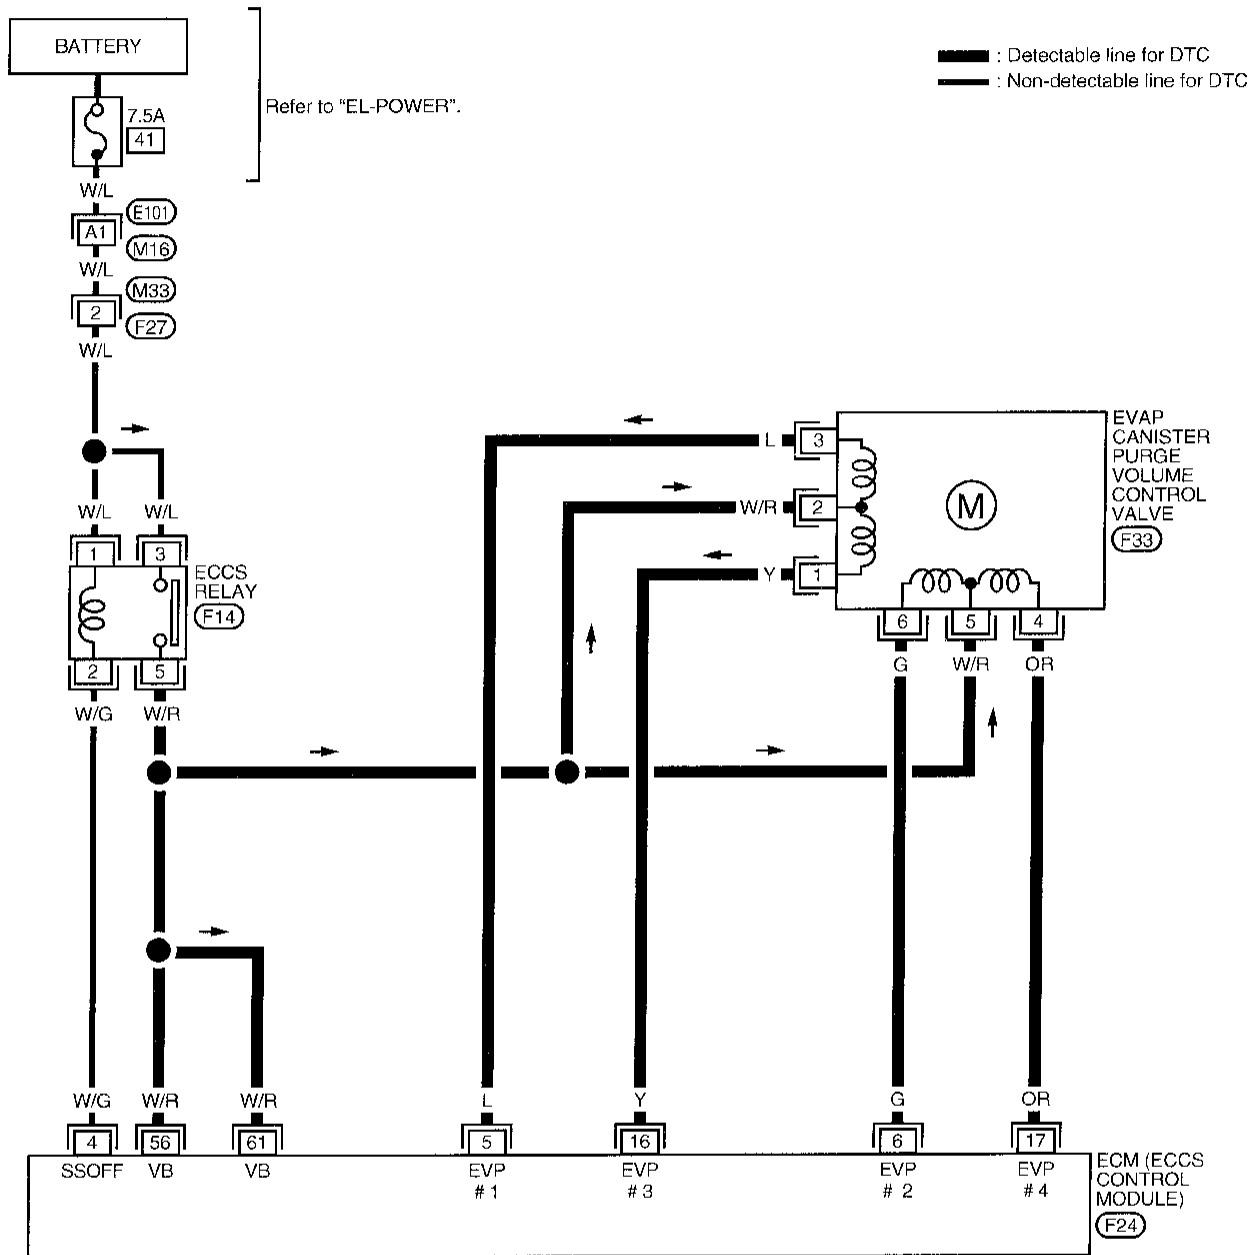 BATTERY
: Detectable line for DTC
: Non-detectable line for DTC
Refer to "EL-POWER".
7.5A
41
W/L
E101
A1
M16
W/L
M33
2
F27
W/L
W/L W/L
1 3
ECCS
RELAY
F14
2 5
W/G W/R
L 3
W/R 2
Y 1
M
EVAP
CANISTER
PURGE
VOLUME
CONTROL
VALVE
F33
6 5 4
G W/R OR
W/G W/R W/R L Y G OR
4 56 61 5 16 6 17
SSOFF VB VB EVP EVP EVP EVP
# 1 # 3 # 2 # 4
ECM (ECCS
CONTROL
MODULE)
F24